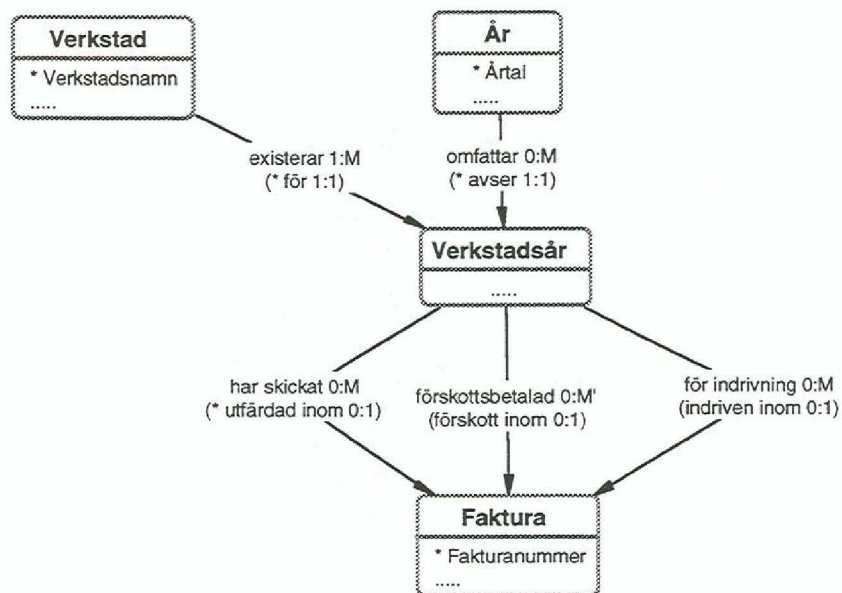 Verkstad
* Verkstadsnamn
.....
År
* Årtal
.....
existerar 1:M
(* för 1:1)
omfattar 0:M
(* avser 1:1)
Verkstadsår
.....
har skickat 0:M
(* utfärdad inom 0:1)
förskottsbetalad 0:M'
(förskott inom 0:1)
för indrivning 0:M
(indriven inom 0:1)
Faktura
* Fakturanummer
.....